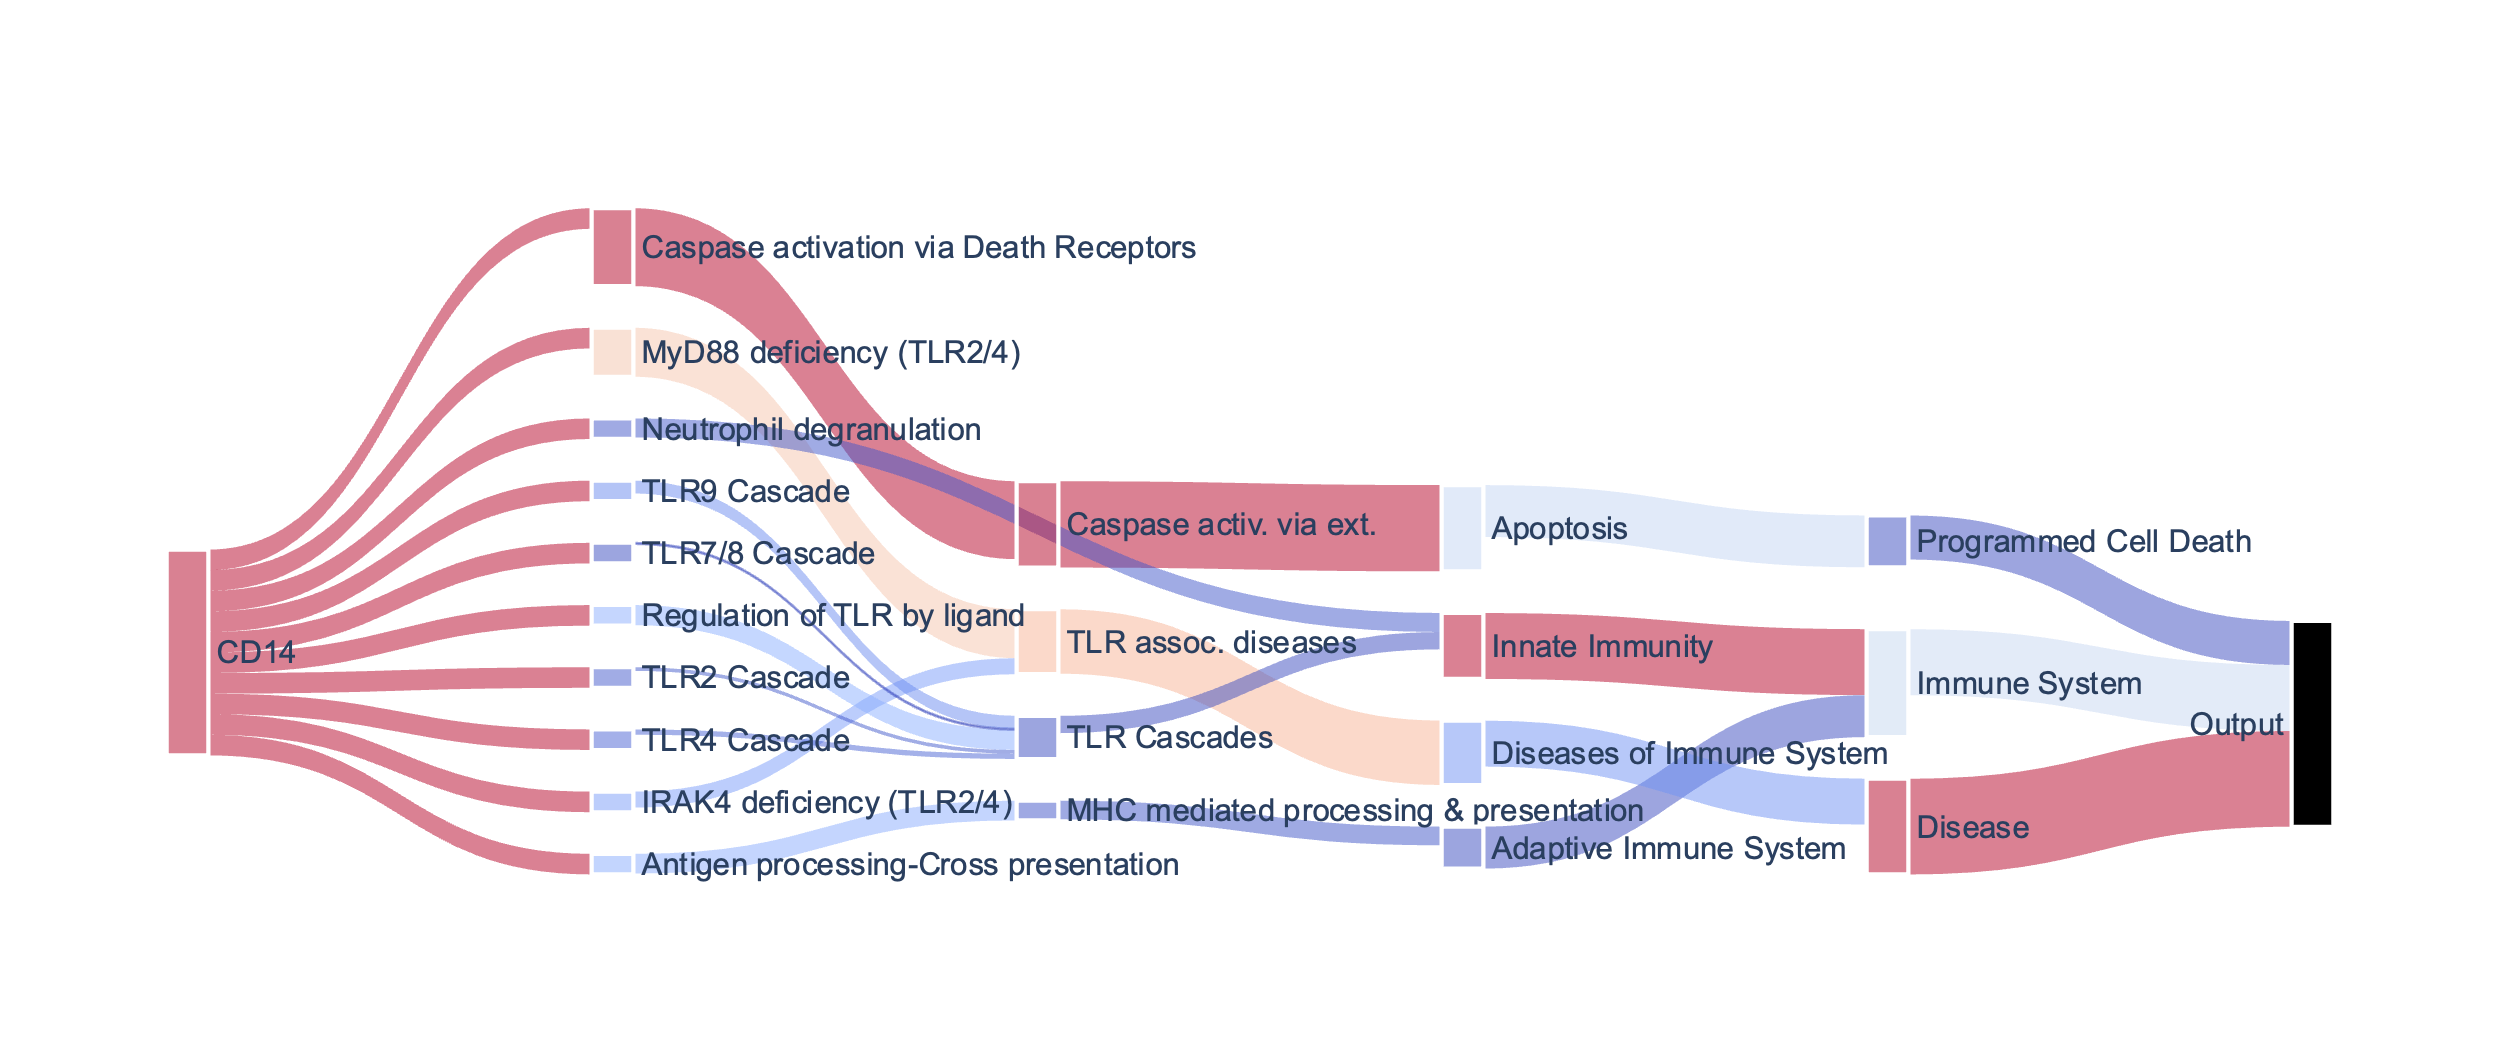 CD14
Caspase activation via Death Receptors
MyD88 deficiency (TLR2/4)
Neutrophil degranulation
TLR9 Cascade
TLR7/8 Cascade
Regulation of TLR by ligand
TLR2 Cascade
TLR4 Cascade
IRAK4 deficiency (TLR2/4)
Antigen processing-Cross presentation
Caspase activ. via ext.
TLR assoc. diseases
TLR Cascades
MHC mediated processing & presentation
Apoptosis
Innate Immunity
Diseases of Immune System
Adaptive Immune System
Programmed Cell Death
Immune System
Disease
Output